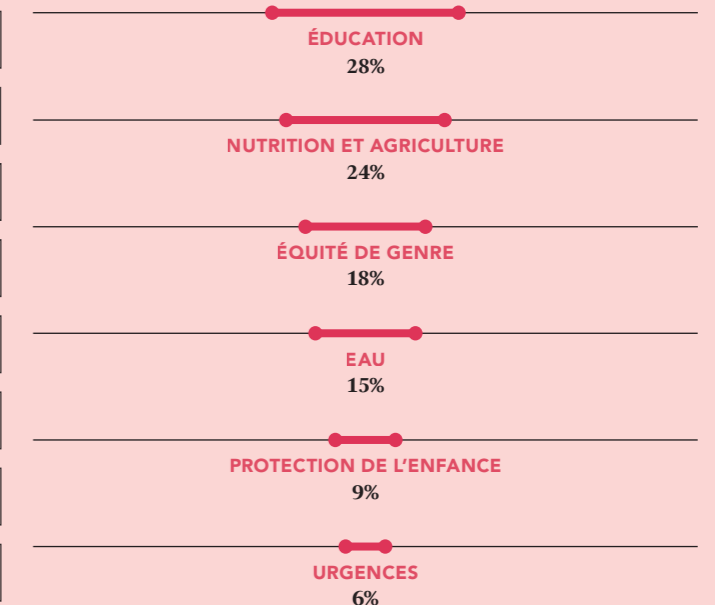 ÉDUCATION
28%
NUTRITION ET AGRICULTURE
24%
ÉQUITÉ DE GENRE
18%
EAU
15%
PROTECTION DE L’ENFANCE
9%
URGENCES
6%